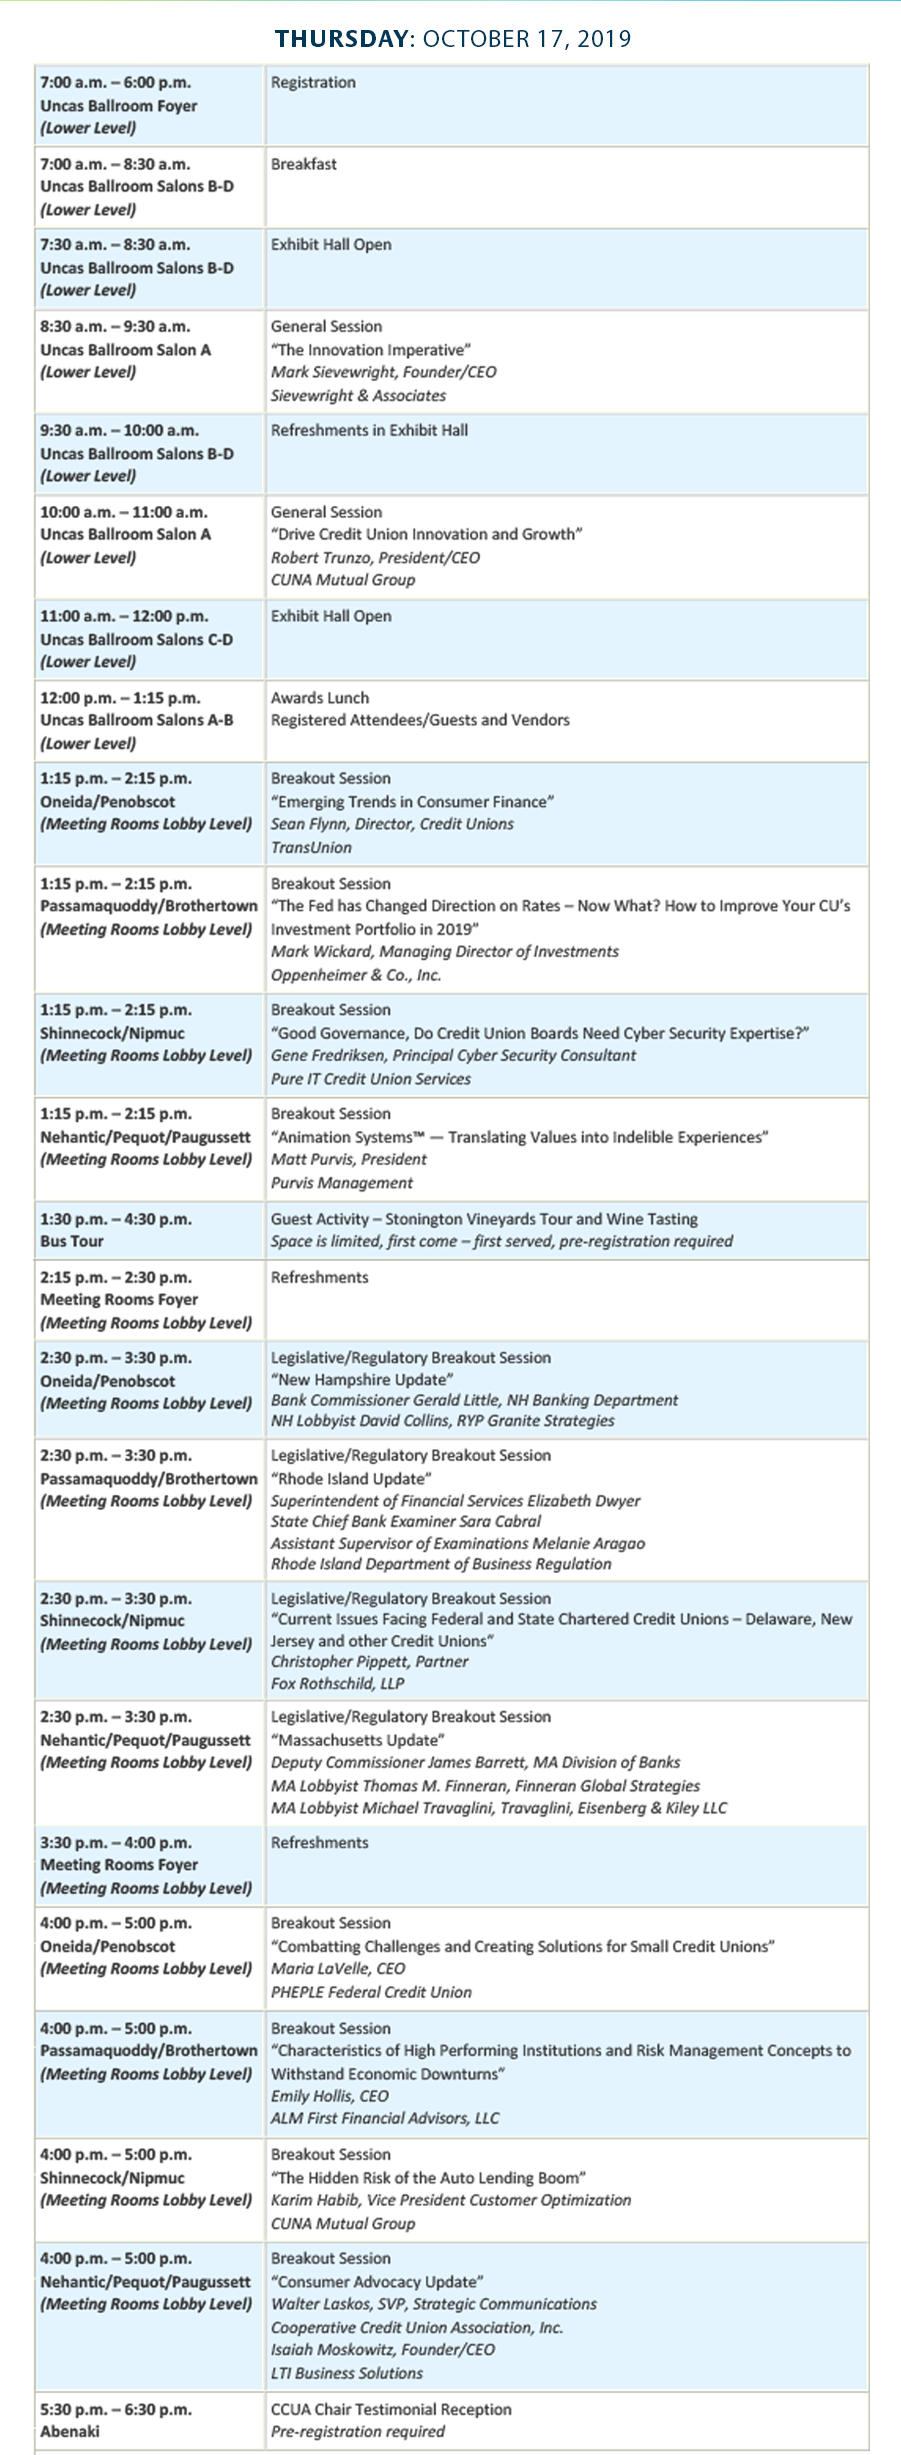 THURSDAY: OCTOBER 17, 2019
7:00 a.m. – 6:00 p.m.
Uncas Ballroom Foyer
(Lower Level)
Registration
7:00 a.m. – 8:30 a.m.
Uncas Ballroom Salons B-D
(Lower Level)
Breakfast
7:30 a.m. – 8:30 a.m.
Uncas Ballroom Salons B-D
(Lower Level)
Exhibit Hall Open
8:30 a.m. – 9:30 a.m.
Uncas Ballroom Salon A
(Lower Level)
General Session
“The Innovation Imperative”
Mark Sievewright, Founder/CEO
Sievewright & Associates
9:30 a.m. – 10:00 a.m.
Uncas Ballroom Salons B-D
(Lower Level)
Refreshments in Exhibit Hall
10:00 a.m. – 11:00 a.m.
Uncas Ballroom Salon A
(Lower Level)
General Session
“Drive Credit Union Innovation and Growth”
Robert Trunzo, President/CEO
CUNA Mutual Group
11:00 a.m. – 12:00 p.m.
Uncas Ballroom Salons C-D
(Lower Level)
Exhibit Hall Open
12:00 p.m. – 1:15 p.m.
Uncas Ballroom Salons A-B
(Lower Level)
Awards Lunch
Registered Attendees/Guests and Vendors
1:15 p.m. – 2:15 p.m.
Oneida/Penobscot
(Meeting Rooms Lobby Level)
Breakout Session
“Emerging Trends in Consumer Finance”
Sean Flynn, Director, Credit Unions
TransUnion
1:15 p.m. – 2:15 p.m.
Passamaquoddy/Brothertown
(Meeting Rooms Lobby Level)
Breakout Session
“The Fed has Changed Direction on Rates – Now What? How to Improve Your CU’s
Investment Portfolio in 2019”
Mark Wickard, Managing Director of Investments
Oppenheimer & Co., Inc.
1:15 p.m. – 2:15 p.m.
Shinnecock/Nipmuc
(Meeting Rooms Lobby Level)
Breakout Session
“Good Governance, Do Credit Union Boards Need Cyber Security Expertise?”
Gene Fredriksen, Principal Cyber Security Consultant
Pure IT Credit Union Services
1:15 p.m. – 2:15 p.m.
Nehantic/Pequot/Paugussett
(Meeting Rooms Lobby Level)
Breakout Session
“Animation Systems™ — Translating Values into Indelible Experiences”
Matt Purvis, President
Purvis Management
1:30 p.m. – 4:30 p.m.
Bus Tour
Guest Activity – Stonington Vineyards Tour and Wine Tasting
Space is limited, first come – first served, pre-registration required
2:15 p.m. – 2:30 p.m.
Meeting Rooms Foyer
(Meeting Rooms Lobby Level)
Refreshments
2:30 p.m. – 3:30 p.m.
Oneida/Penobscot
(Meeting Rooms Lobby Level)
Legislative/Regulatory Breakout Session
“New Hampshire Update”
Bank Commissioner Gerald Little, NH Banking Department
NH Lobbyist David Collins, RYP Granite Strategies
2:30 p.m. – 3:30 p.m.
Passamaquoddy/Brothertown
(Meeting Rooms Lobby Level)
Legislative/Regulatory Breakout Session
“Rhode Island Update”
Superintendent of Financial Services Elizabeth Dwyer
State Chief Bank Examiner Sara Cabral
Assistant Supervisor of Examinations Melanie Aragao
Rhode Island Department of Business Regulation
2:30 p.m. – 3:30 p.m.
Shinnecock/Nipmuc
(Meeting Rooms Lobby Level)
Legislative/Regulatory Breakout Session
“Current Issues Facing Federal and State Chartered Credit Unions – Delaware, New
Jersey and other Credit Unions”
Christopher Pippett, Partner
Fox Rothschild, LLP
2:30 p.m. – 3:30 p.m.
Nehantic/Pequot/Paugussett
(Meeting Rooms Lobby Level)
Legislative/Regulatory Breakout Session
“Massachusetts Update”
Deputy Commissioner James Barrett, MA Division of Banks
MA Lobbyist Thomas M. Finneran, Finneran Global Strategies
MA Lobbyist Michael Travaglini, Travaglini, Eisenberg & Kiley LLC
3:30 p.m. – 4:00 p.m.
Meeting Rooms Foyer
(Meeting Rooms Lobby Level)
Refreshments
4:00 p.m. – 5:00 p.m.
Oneida/Penobscot
(Meeting Rooms Lobby Level)
Breakout Session
“Combatting Challenges and Creating Solutions for Small Credit Unions”
Maria LaVelle, CEO
PHEPLE Federal Credit Union
4:00 p.m. – 5:00 p.m.
Passamaquoddy/Brothertown
(Meeting Rooms Lobby Level)
Breakout Session
“Characteristics of High Performing Institutions and Risk Management Concepts to
Withstand Economic Downturns”
Emily Hollis, CEO
ALM First Financial Advisors, LLC
4:00 p.m. – 5:00 p.m.
Shinnecock/Nipmuc
(Meeting Rooms Lobby Level)
Breakout Session
“The Hidden Risk of the Auto Lending Boom”
Karim Habib, Vice President Customer Optimization
CUNA Mutual Group
4:00 p.m. – 5:00 p.m.
Nehantic/Pequot/Paugussett
(Meeting Rooms Lobby Level)
Breakout Session
“Consumer Advocacy Update”
Walter Laskos, SVP, Strategic Communications
Cooperative Credit Union Association, Inc.
Isaiah Moskowitz, Founder/CEO
LTI Business Solutions
5:30 p.m. – 6:30 p.m.
Abenaki
CCUA Chair Testimonial Reception
Pre-registration required